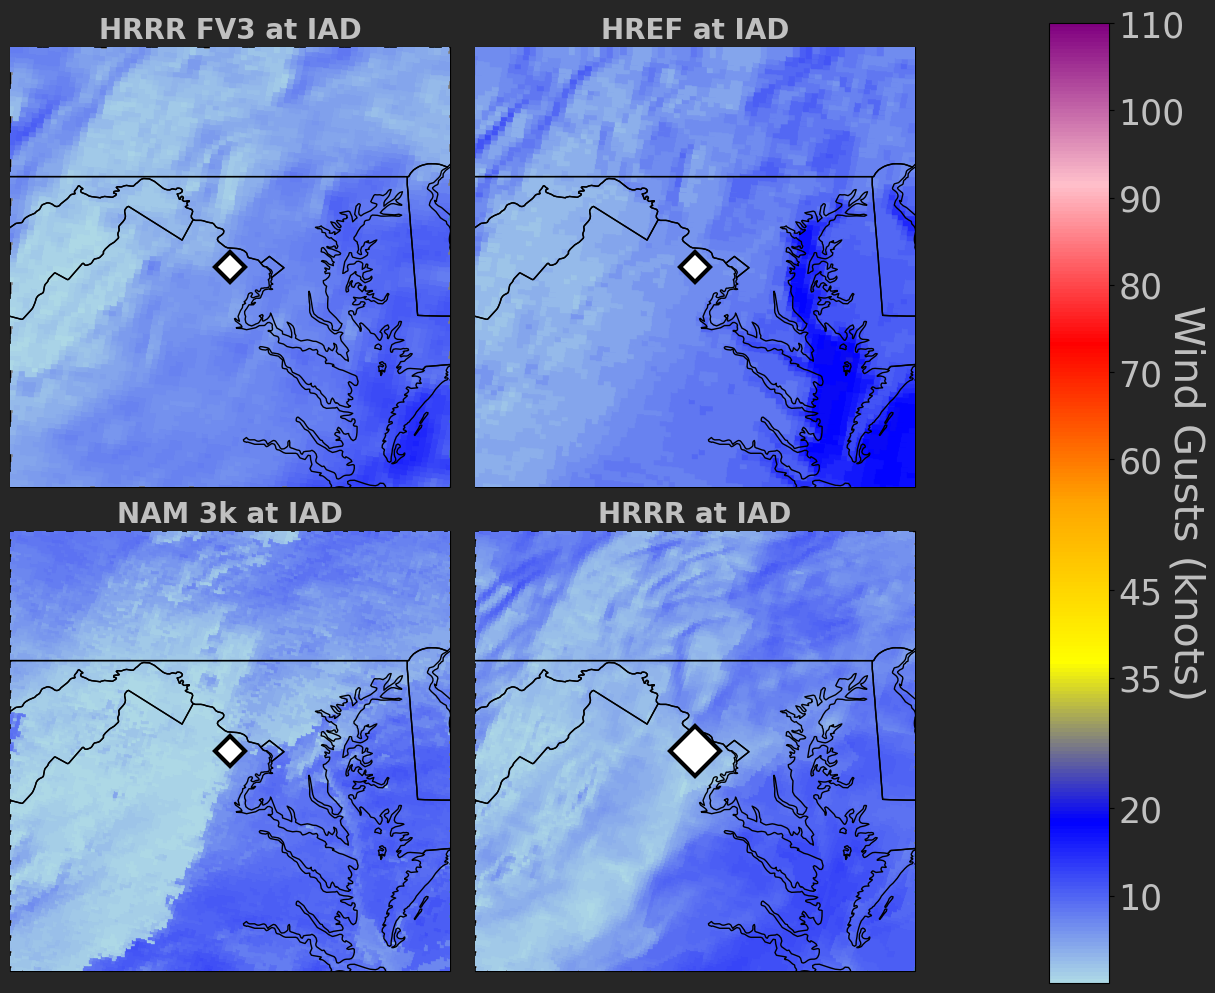 HRRR FV3 at IAD
HREF at IAD
NAM 3k at IAD
HRRR at IAD
110
100
90
80
70
60
45
35
20
10
Wind Gusts (knots)